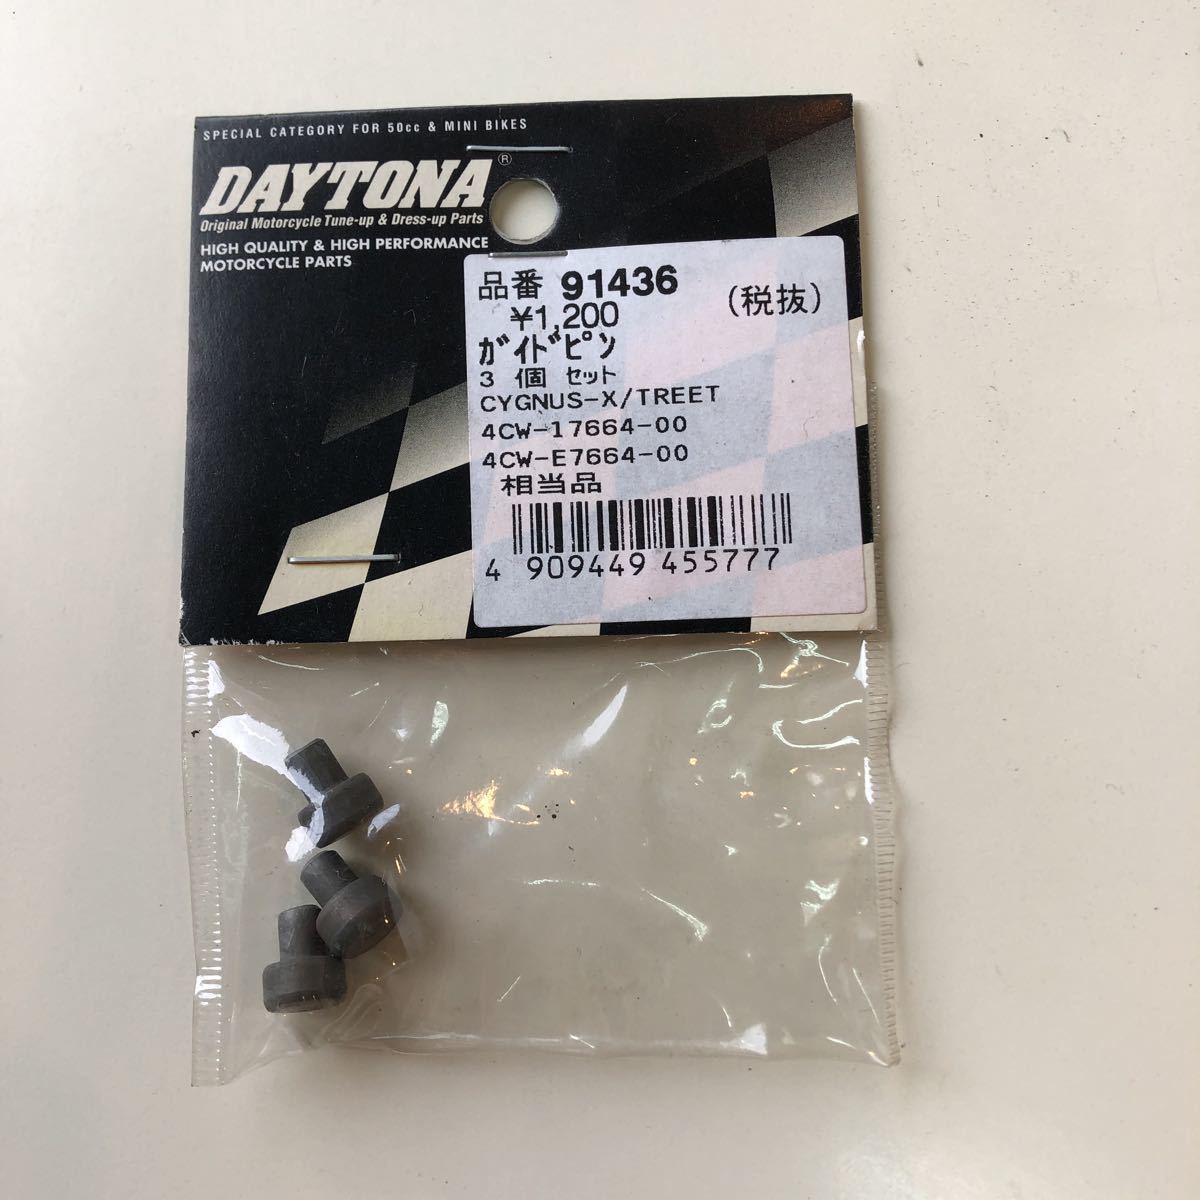 SPECIAL CATEGORY FOR 50cc & MINI BIKES
DAYTONA®
Original Motorcycle Tune-up & Dress-up Parts
HIGH QUALITY & HIGH PERFORMANCE
MOTORCYCLE PARTS
品番 91436
¥1,200 (税抜)
ｶﾞｲﾄﾞﾋﾟﾝ
3 個 ｾｯﾄ
CYGNUS-X/TREET
4CW-17664-00
4CW-E7664-00
相当品
4 909449 455777